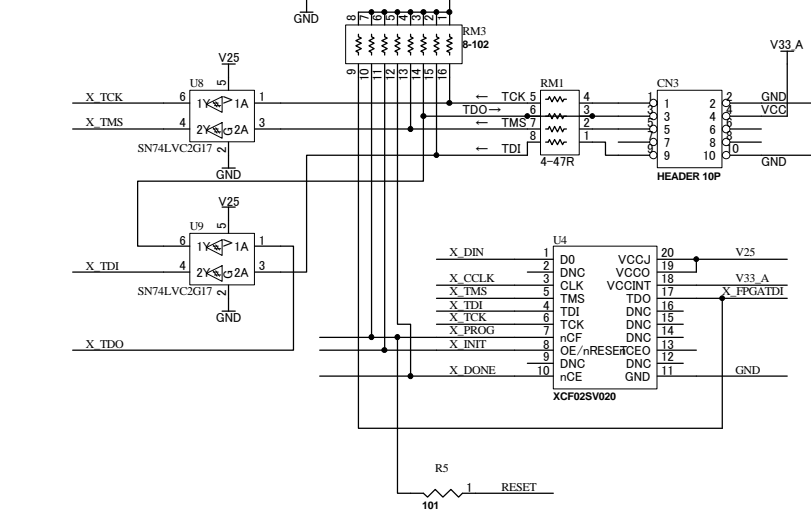 GND
8 7 6 5 4 3 2 1
RM3
8-102
9 10 11 12 13 14 15 16
V25
U8
5
X_TCK 6 1Y 1A 1
X_TMS 4 2Y G 2A 3
SN74LVC2G17 2
GND
RM1
← TCK 5 4
TDO→ 6 3
← TMS 7 2
8 1
← TDI
4-47R
V33_A
CN3
1 1 2 2 GND
3 3 4 4 VCC
5 5 6 6
7 7 8 8
9 9 10 0
GND
HEADER 10P
V25
U9
5
6 1Y 1A 1
X_TDI 4 2Y G 2A 3
SN74LVC2G17 2
GND
X_TDO
U4
X_DIN 1 D0 VCCJ 20 V25
2 DNC VCCO 19
X_CCLK 3 CLK VCCINT 18 V33_A
X_TMS 5 TMS TDO 17 X_FPGATDI
X_TDI 4 TDI DNC 16
X_TCK 6 TCK DNC 15
X_PROG 7 nCF DNC 14
X_INIT 8 OE/nRESET CEO 13
9 DNC DNC 12
X_DONE 10 nCE GND 11 GND
XCF02SV020
R5
1 RESET
101